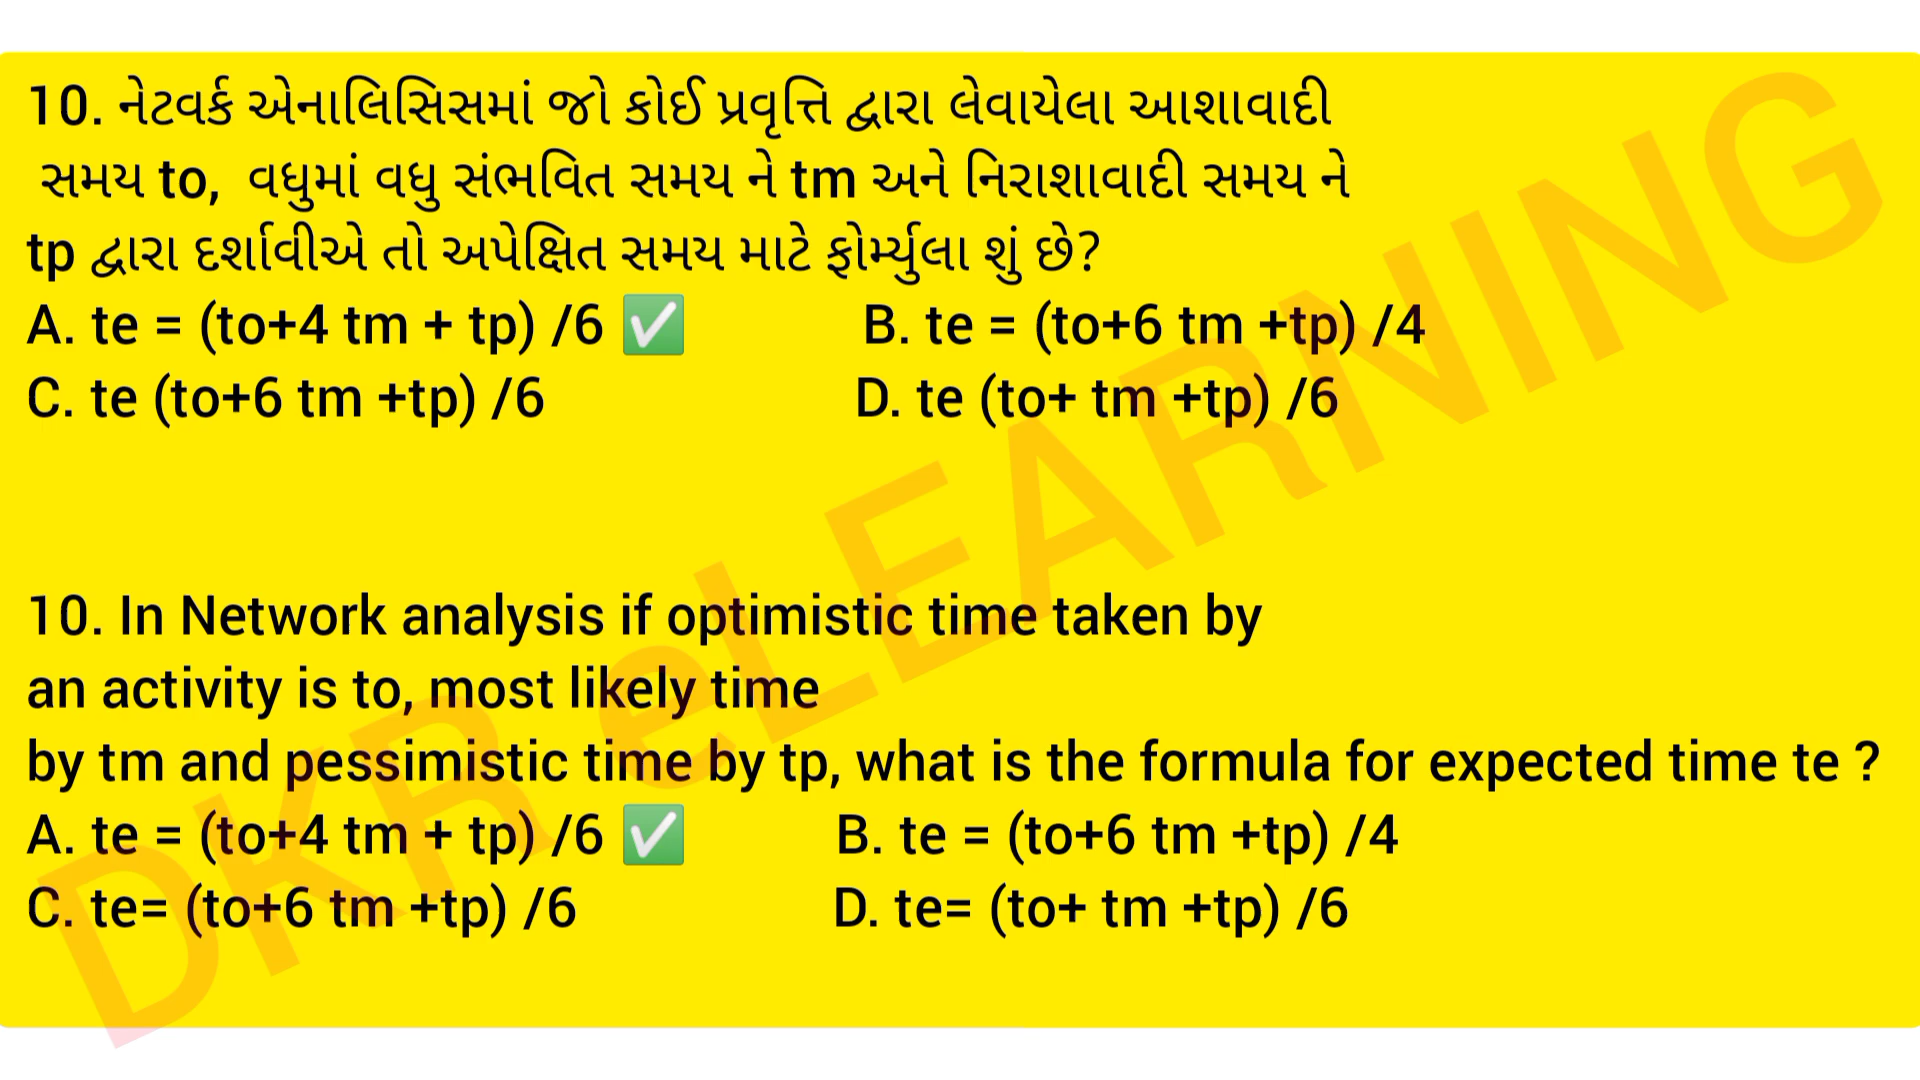 10. નેટવર્ક એનાલિસિસમાં જો કોઈ પ્રવૃત્તિ દ્વારા લેવાયેલા આશાવાદી
સમય to, વધુમાં વધુ સંભવિત સમય ને tm અને નિરાશાવાદી સમય ને
tp દ્વારા દર્શાવીએ તો અપેક્ષિત સમય માટે ફોર્મ્યુલા શું છે?
A. te = (to+4 tm + tp) /6 ✅ B. te = (to+6 tm +tp) /4
C. te (to+6 tm +tp) /6 D. te (to+ tm +tp) /6
10. In Network analysis if optimistic time taken by
an activity is to, most likely time
by tm and pessimistic time by tp, what is the formula for expected time te ?
A. te = (to+4 tm + tp) /6 ✅ B. te = (to+6 tm +tp) /4
C. te= (to+6 tm +tp) /6 D. te= (to+ tm +tp) /6
DKR eLEARNING